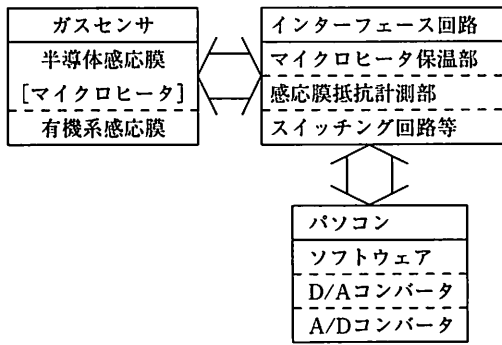 ガスセンサ
半導体感応膜
[マイクロヒータ]
有機系感応膜
インターフェース回路
マイクロヒータ保温部
感応膜抵抗計測部
スイッチング回路等
パソコン
ソフトウェア
D/Aコンバータ
A/Dコンバータ